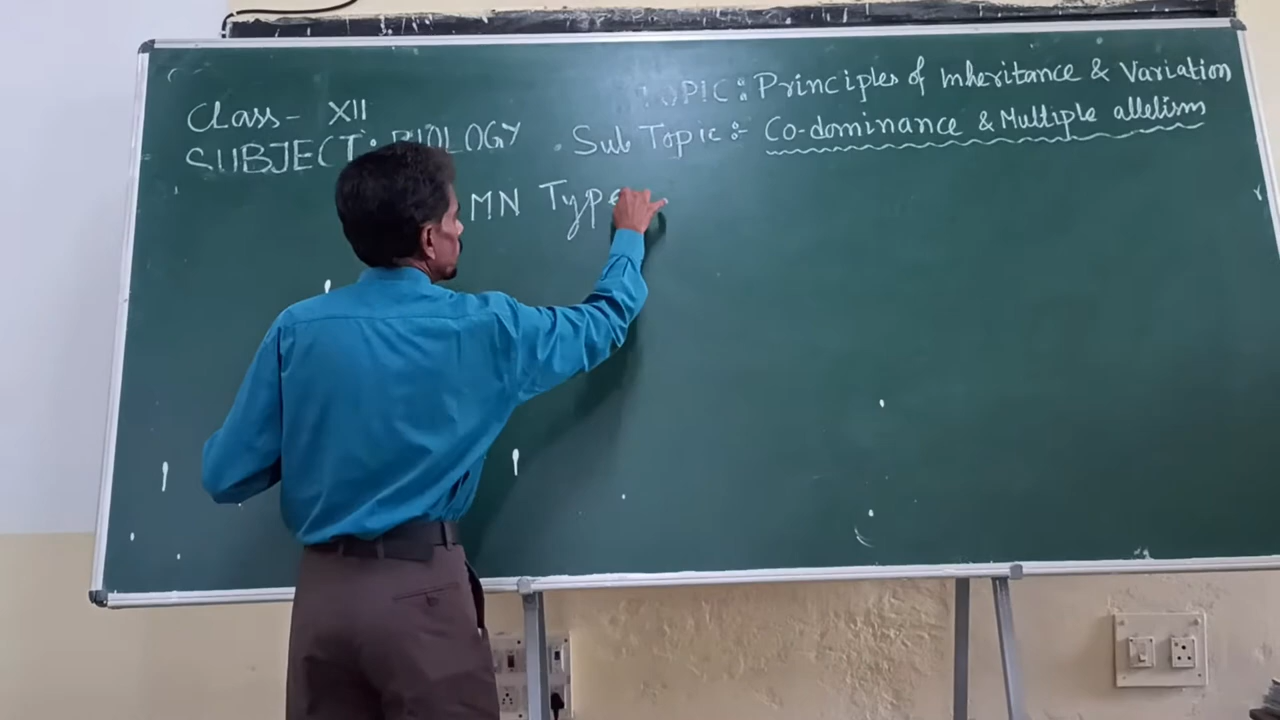 Class - XII
TOPIC : Principles of Inheritance & Variation
SUBJECT : BIOLOGY
Sub Topic :- Co-dominance & Multiple allelism
MN Type